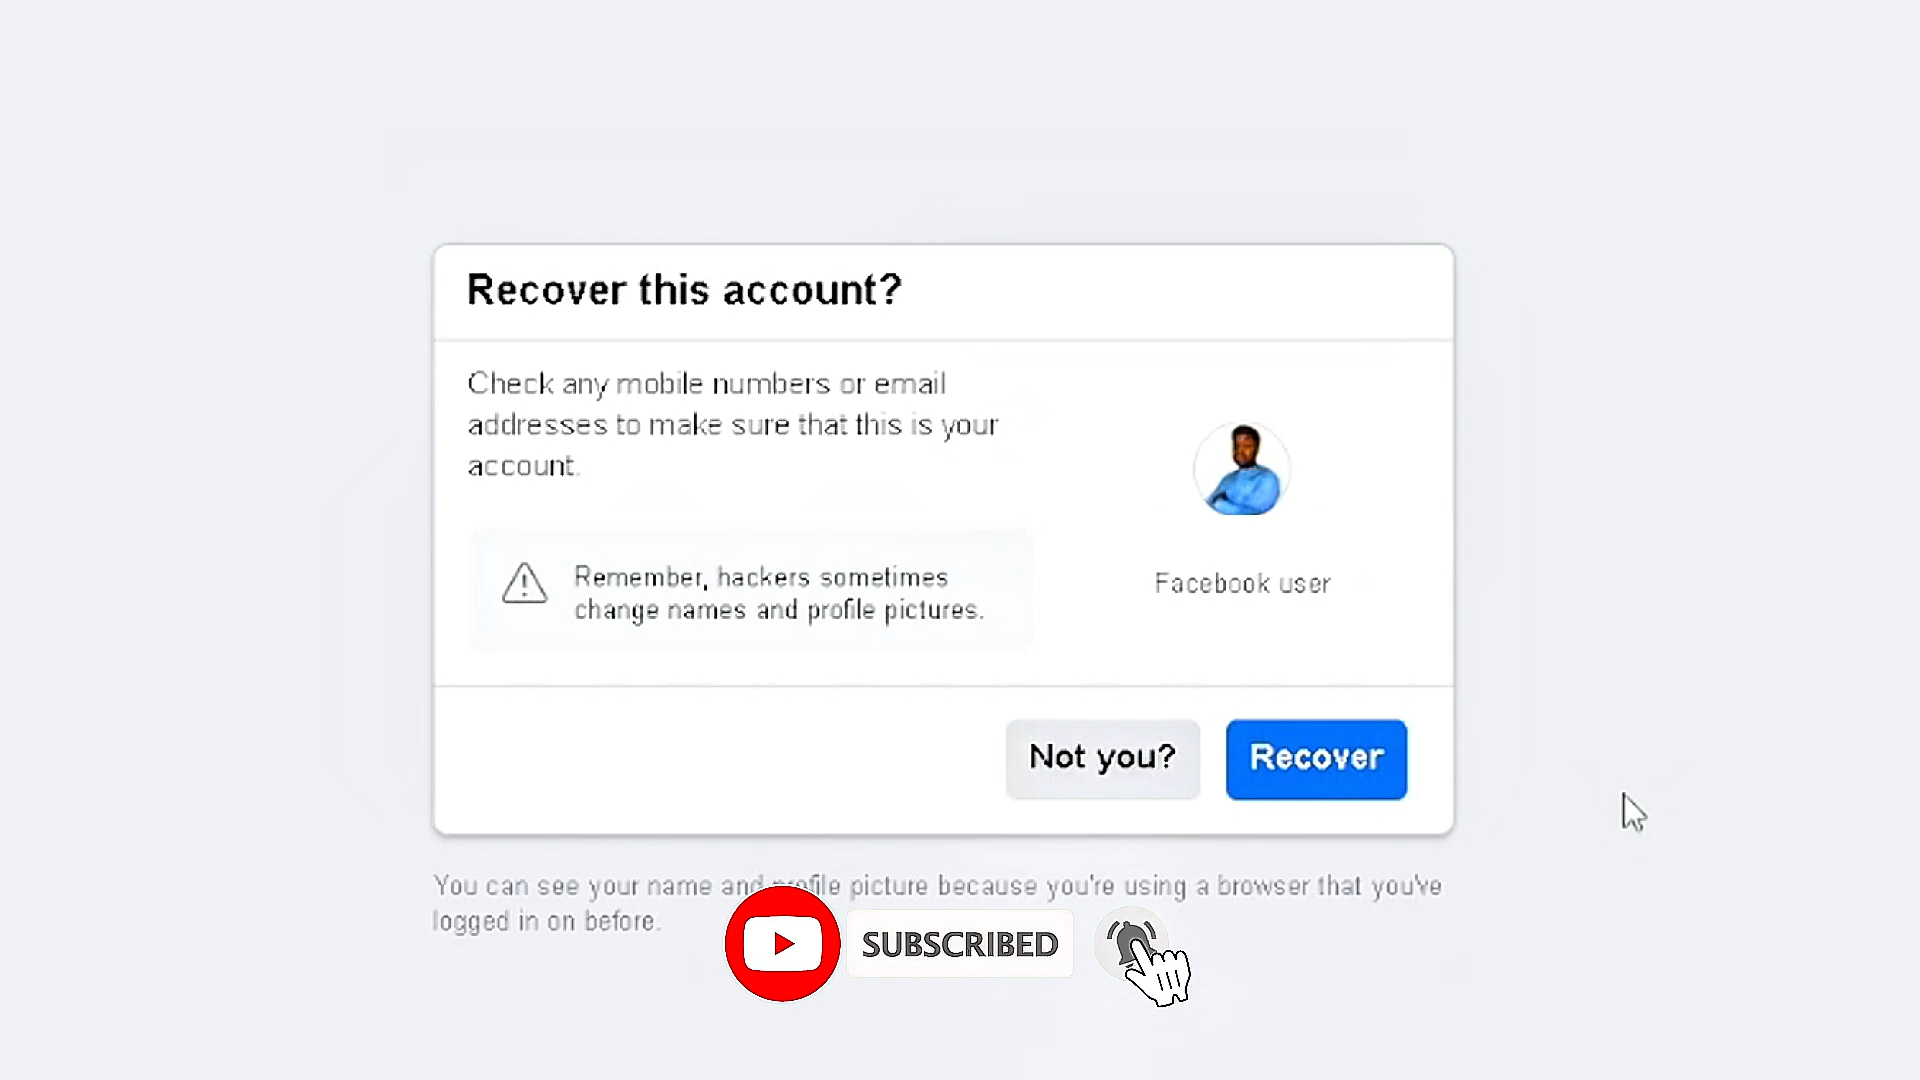 Recover this account?
Check any mobile numbers or email
addresses to make sure that this is your
account.
Remember, hackers sometimes
change names and profile pictures.
Facebook user
Not you?
Recover
You can see your name and profile picture because you're using a browser that you've
logged in on before.
SUBSCRIBED